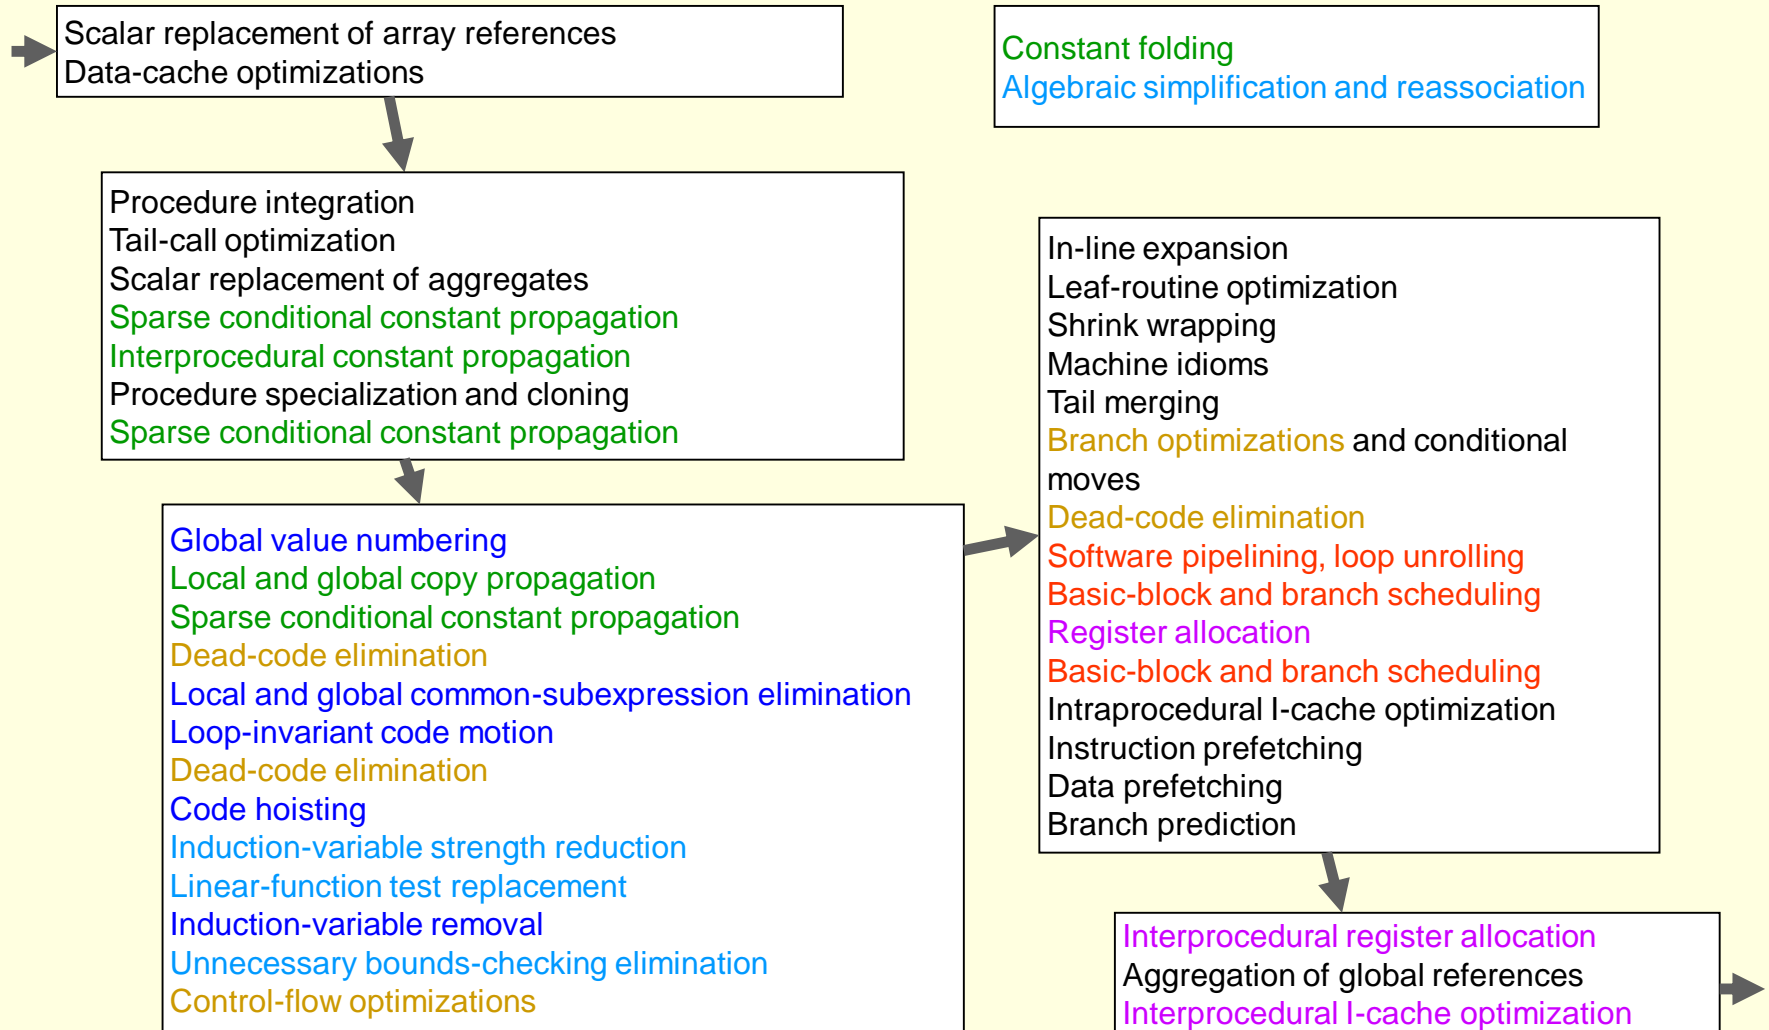 Scalar replacement of array references
Data-cache optimizations
Constant folding
Algebraic simplification and reassociation
Procedure integration
Tail-call optimization
Scalar replacement of aggregates
Sparse conditional constant propagation
Interprocedural constant propagation
Procedure specialization and cloning
Sparse conditional constant propagation
Global value numbering
Local and global copy propagation
Sparse conditional constant propagation
Dead-code elimination
Local and global common-subexpression elimination
Loop-invariant code motion
Dead-code elimination
Code hoisting
Induction-variable strength reduction
Linear-function test replacement
Induction-variable removal
Unnecessary bounds-checking elimination
Control-flow optimizations
In-line expansion
Leaf-routine optimization
Shrink wrapping
Machine idioms
Tail merging
Branch optimizations and conditional
moves
Dead-code elimination
Software pipelining, loop unrolling
Basic-block and branch scheduling
Register allocation
Basic-block and branch scheduling
Intraprocedural I-cache optimization
Instruction prefetching
Data prefetching
Branch prediction
Interprocedural register allocation
Aggregation of global references
Interprocedural I-cache optimization